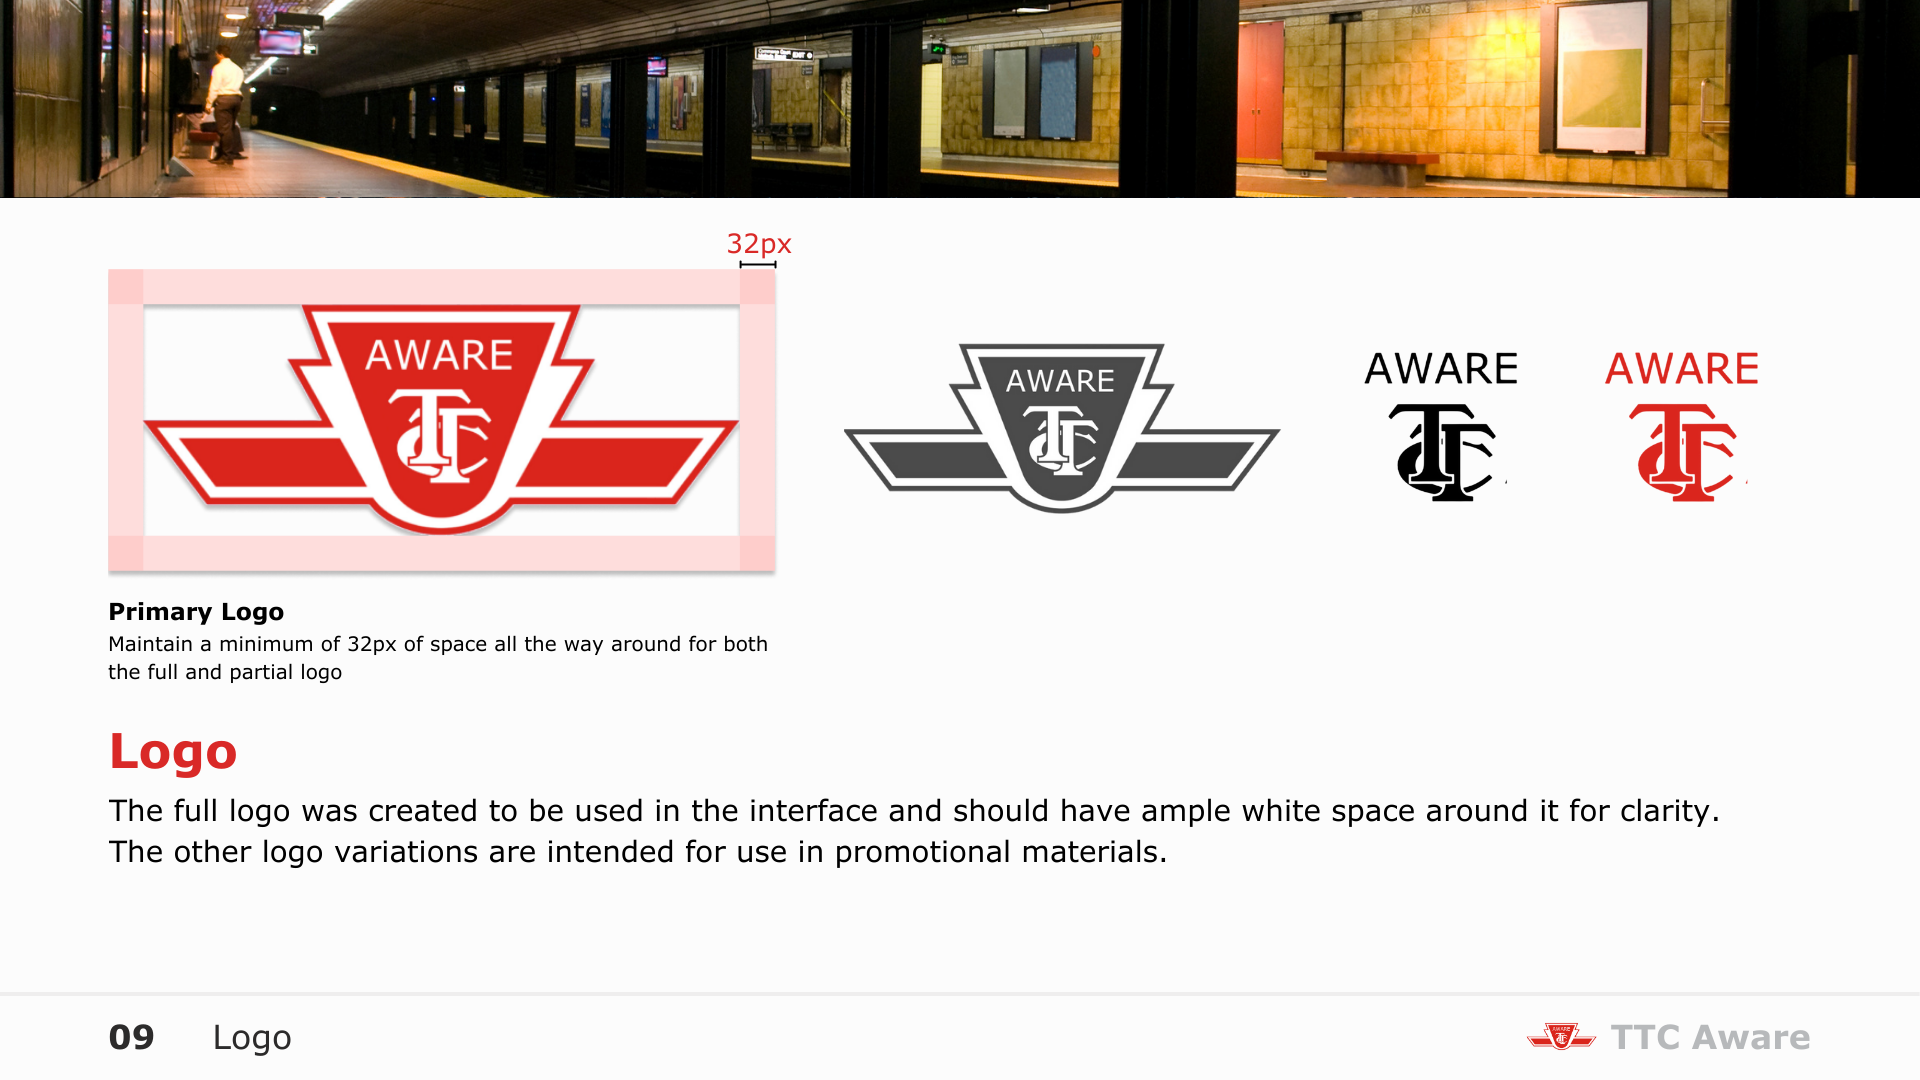 32px
AWARE
TTC
AWARE
TTC
AWARE
TTC
AWARE
TTC
Primary Logo
Maintain a minimum of 32px of space all the way around for both
the full and partial logo
Logo
The full logo was created to be used in the interface and should have ample white space around it for clarity.
The other logo variations are intended for use in promotional materials.
09 Logo
AWARE
TTC
TTC Aware